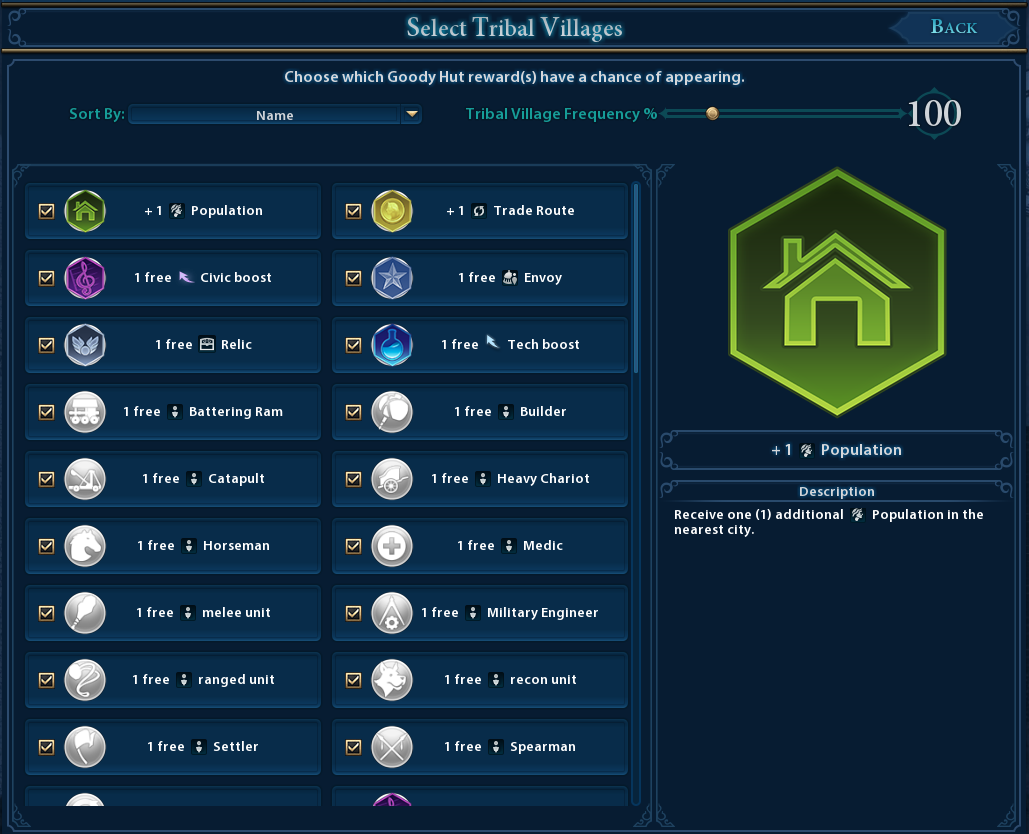 Select Tribal Villages
BACK
Choose which Goody Hut reward(s) have a chance of appearing.
Sort By: Name
Tribal Village Frequency % 100
+ 1 Population
+ 1 Trade Route
1 free Civic boost
1 free Envoy
1 free Relic
1 free Tech boost
1 free Battering Ram
1 free Builder
1 free Catapult
1 free Heavy Chariot
1 free Horseman
1 free Medic
1 free melee unit
1 free Military Engineer
1 free ranged unit
1 free recon unit
1 free Settler
1 free Spearman
+ 1 Population
Description
Receive one (1) additional Population in the
nearest city.